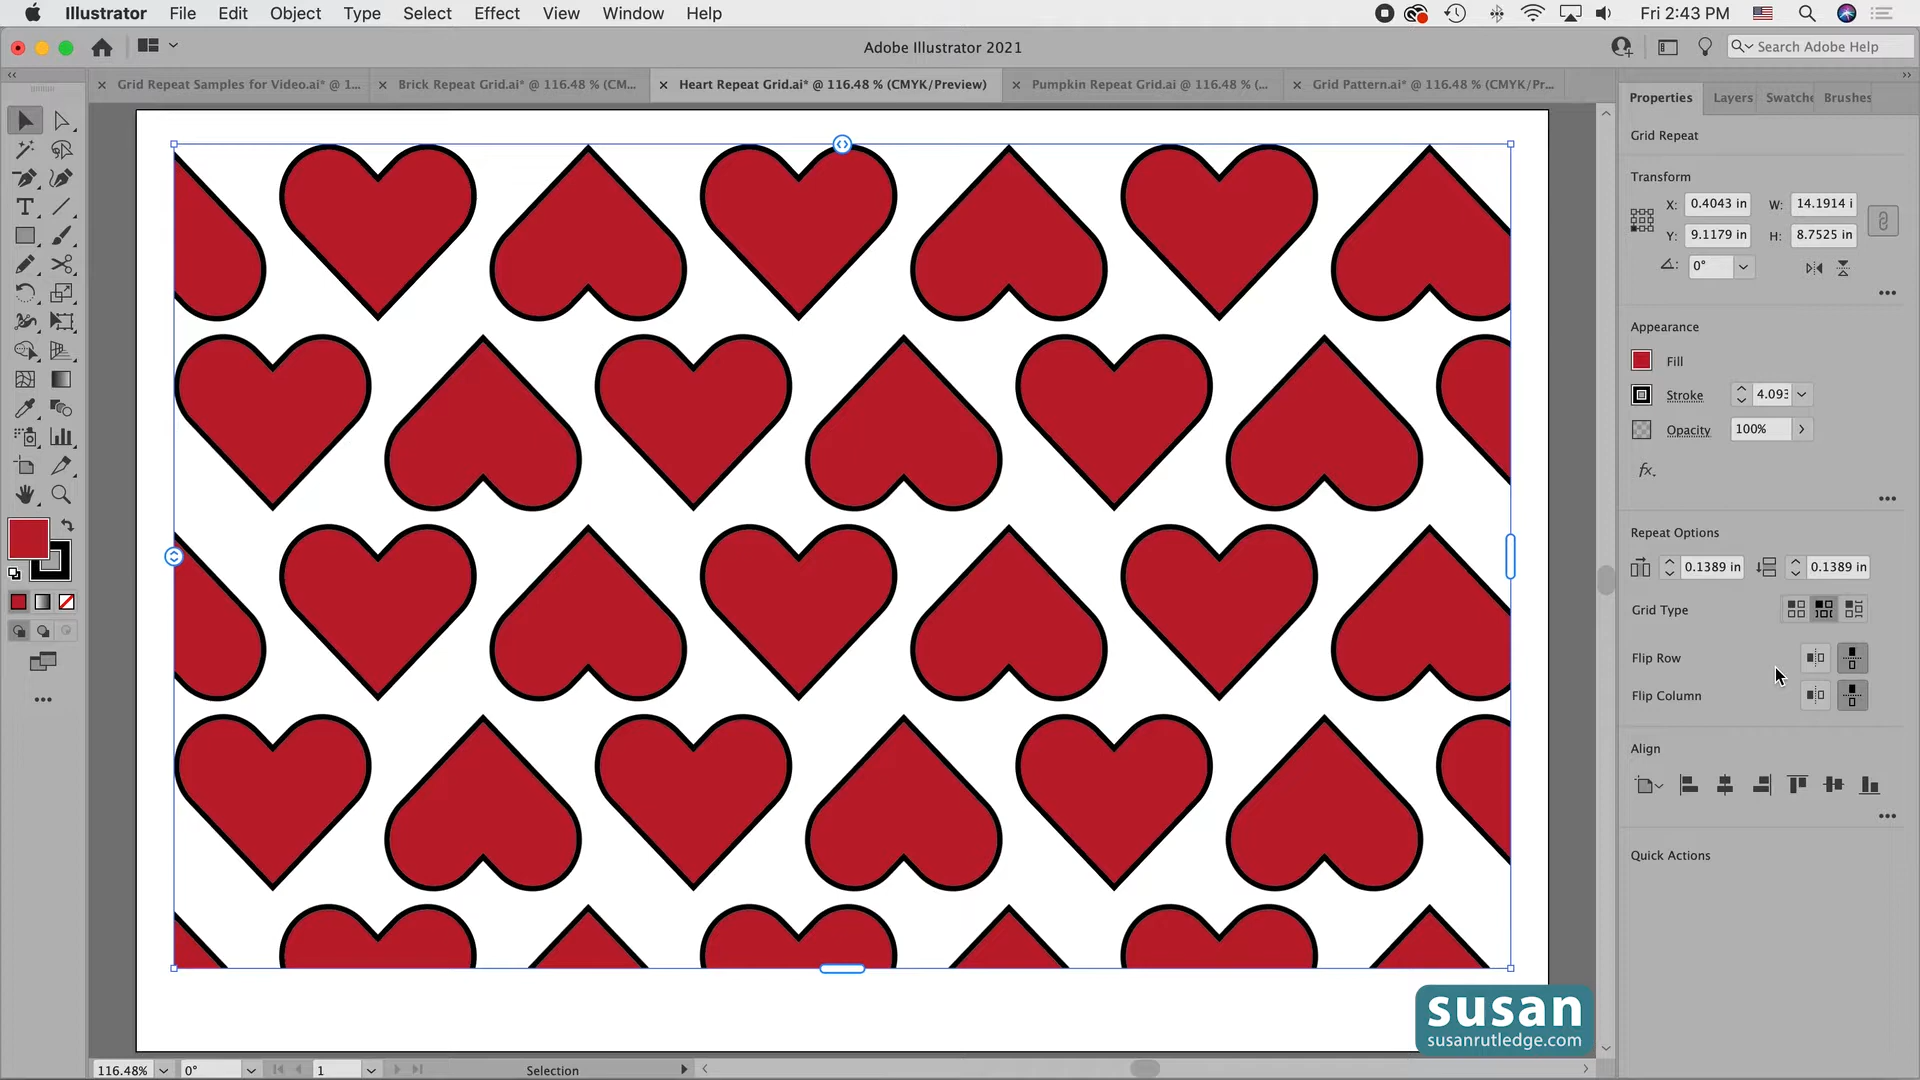 Illustrator File Edit Object Type Select Effect View Window Help Fri 2:43 PM
Adobe Illustrator 2021 Search Adobe Help
Grid Repeat Samples for Video.ai* @ 1... Brick Repeat Grid.ai* @ 116.48 % (CM... Heart Repeat Grid.ai* @ 116.48 % (CMYK/Preview) Pumpkin Repeat Grid.ai @ 116.48 % (... Grid Pattern.ai* @ 116.48 % (CMYK/Pr...
Properties Layers Swatche Brushes
Grid Repeat
Transform
X: 0.4043 in W: 14.1914 i
Y: 9.1179 in H: 8.7525 in
0°
Appearance
Fill
Stroke 4.093
Opacity 100%
fx.
Repeat Options
0.1389 in 0.1389 in
Grid Type
Flip Row
Flip Column
Align
Quick Actions
susan
susanrutledge.com
116.48% 0° 1 Selection